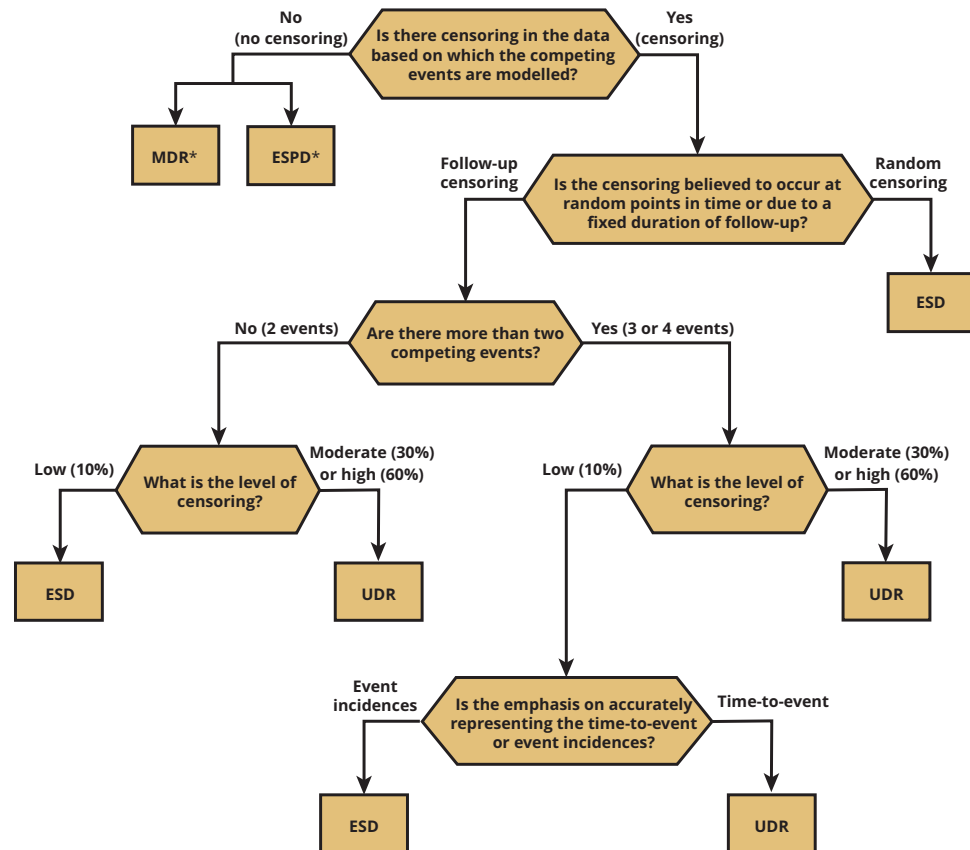 No
(no censoring)
Is there censoring in the data
based on which the competing
events are modelled?
Yes
(censoring)
MDR*
ESPD*
Follow-up
censoring
Is the censoring believed to occur at
random points in time or due to a
fixed duration of follow-up?
Random
censoring
ESD
No (2 events)
Are there more than two
competing events?
Yes (3 or 4 events)
Low (10%)
What is the level of
censoring?
Moderate (30%)
or high (60%)
Low (10%)
What is the level of
censoring?
Moderate (30%)
or high (60%)
ESD
UDR
UDR
Event
incidences
Is the emphasis on accurately
representing the time-to-event
or event incidences?
Time-to-event
ESD
UDR